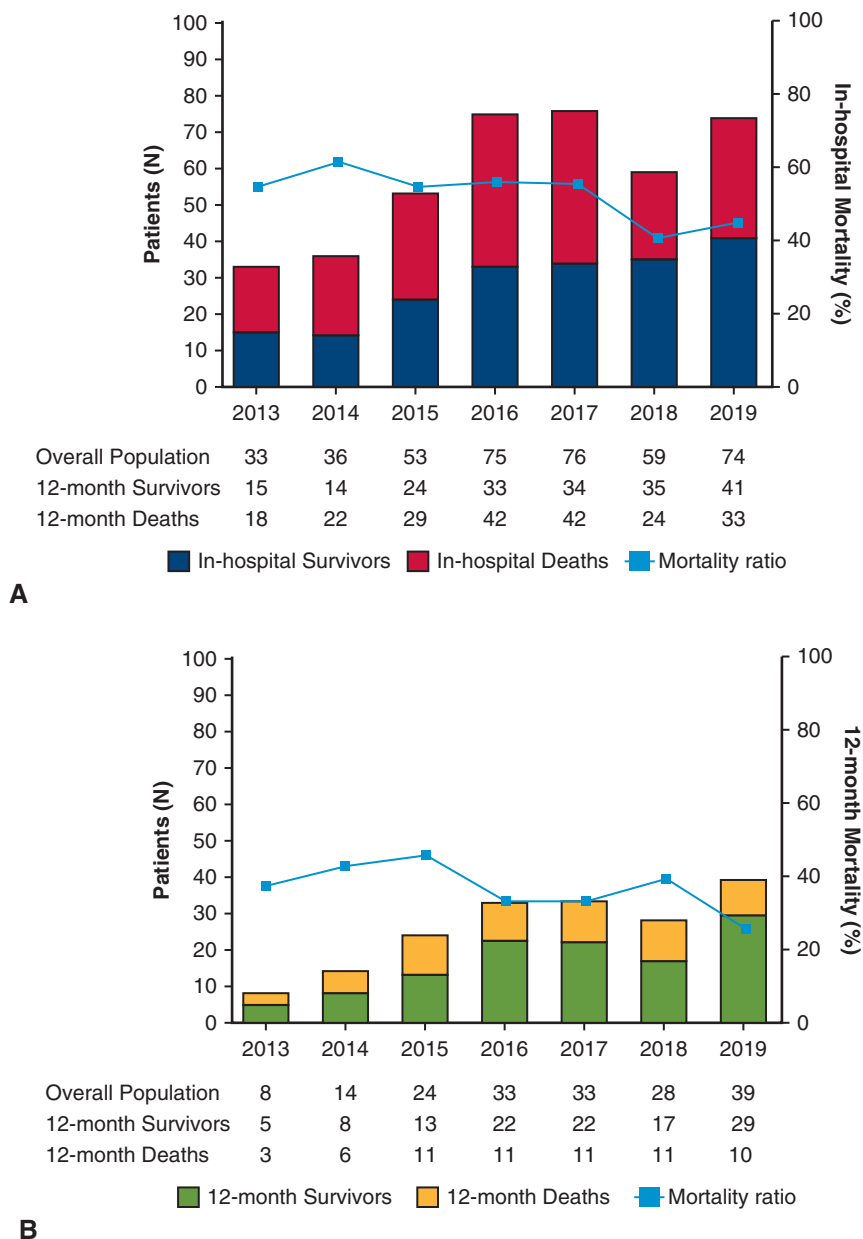 100
90
80
70
60
50
40
30
20
10
0
Patients (N)
100
80
60
40
20
0
In-hospital Mortality (%)
2013 2014 2015 2016 2017 2018 2019
Overall Population 33 36 53 75 76 59 74
12-month Survivors 15 14 24 33 34 35 41
12-month Deaths 18 22 29 42 42 24 33
In-hospital Survivors In-hospital Deaths Mortality ratio
A
100
90
80
70
60
50
40
30
20
10
0
Patients (N)
100
80
60
40
20
0
12-month Mortality (%)
2013 2014 2015 2016 2017 2018 2019
Overall Population 8 14 24 33 33 28 39
12-month Survivors 5 8 13 22 22 17 29
12-month Deaths 3 6 11 11 11 11 10
12-month Survivors 12-month Deaths Mortality ratio
B